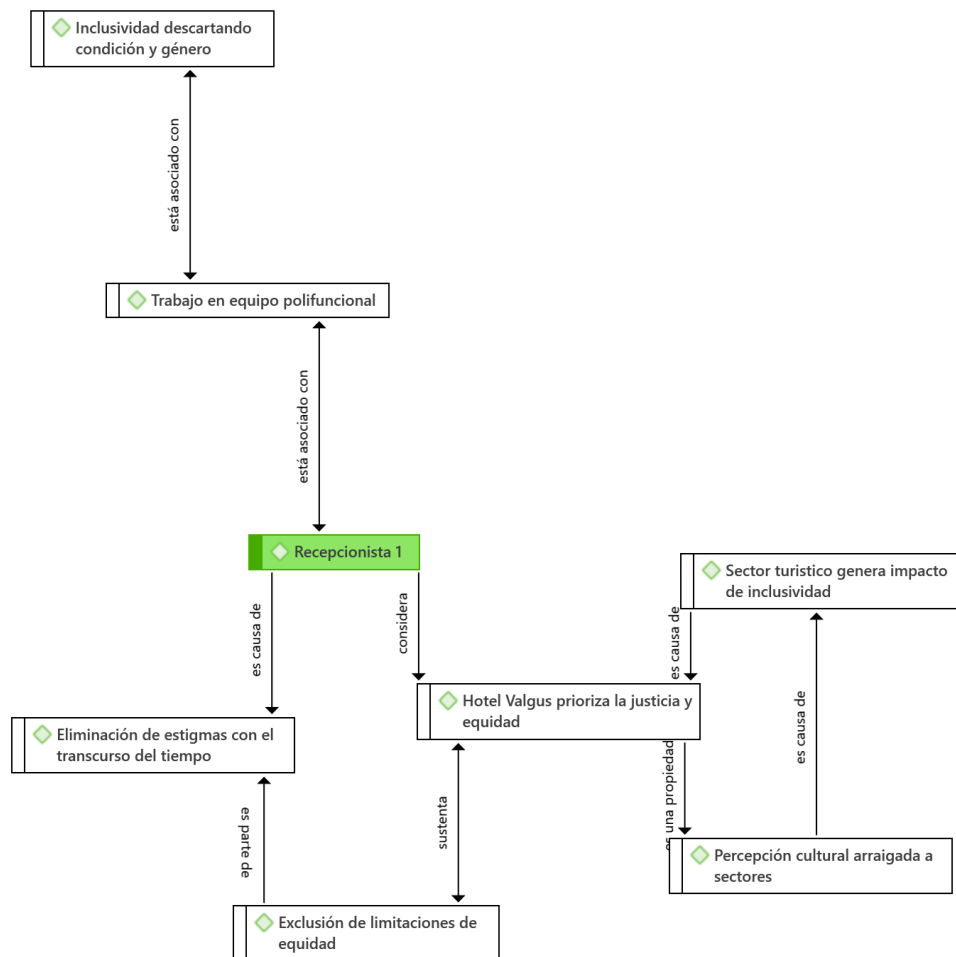 Inclusividad descartando
condición y género
está asociado con
Trabajo en equipo polifuncional
está asociado con
Recepcionista 1
Sector turistico genera impacto
de inclusividad
es causa de
considera
es causa de
Hotel Valgus prioriza la justicia y
equidad
Eliminación de estigmas con el
transcurso del tiempo
es causa de
es una propiedad
sustenta
es parte de
Percepción cultural arraigada a
sectores
Exclusión de limitaciones de
equidad